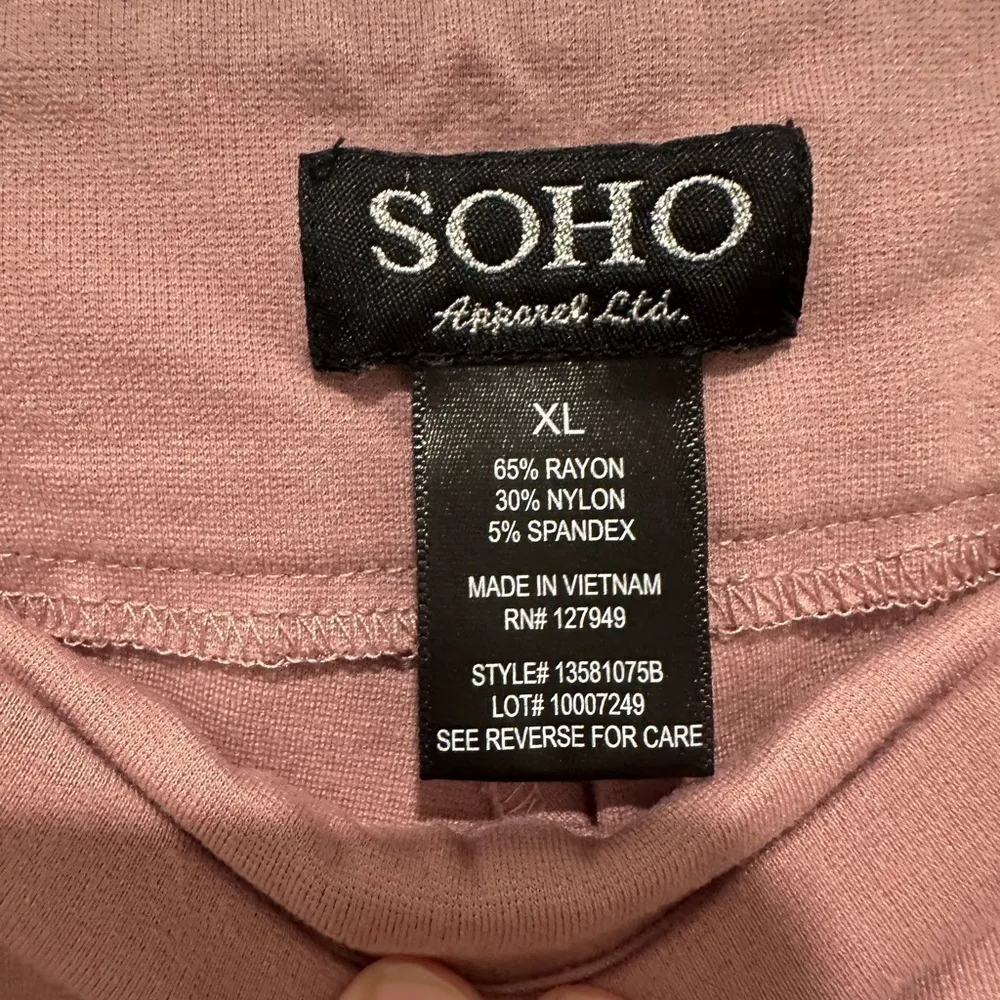 SOHO
Apparel Ltd.
XL
65% RAYON
30% NYLON
5% SPANDEX
MADE IN VIETNAM
RN# 127949
STYLE# 13581075B
LOT# 10007249
SEE REVERSE FOR CARE